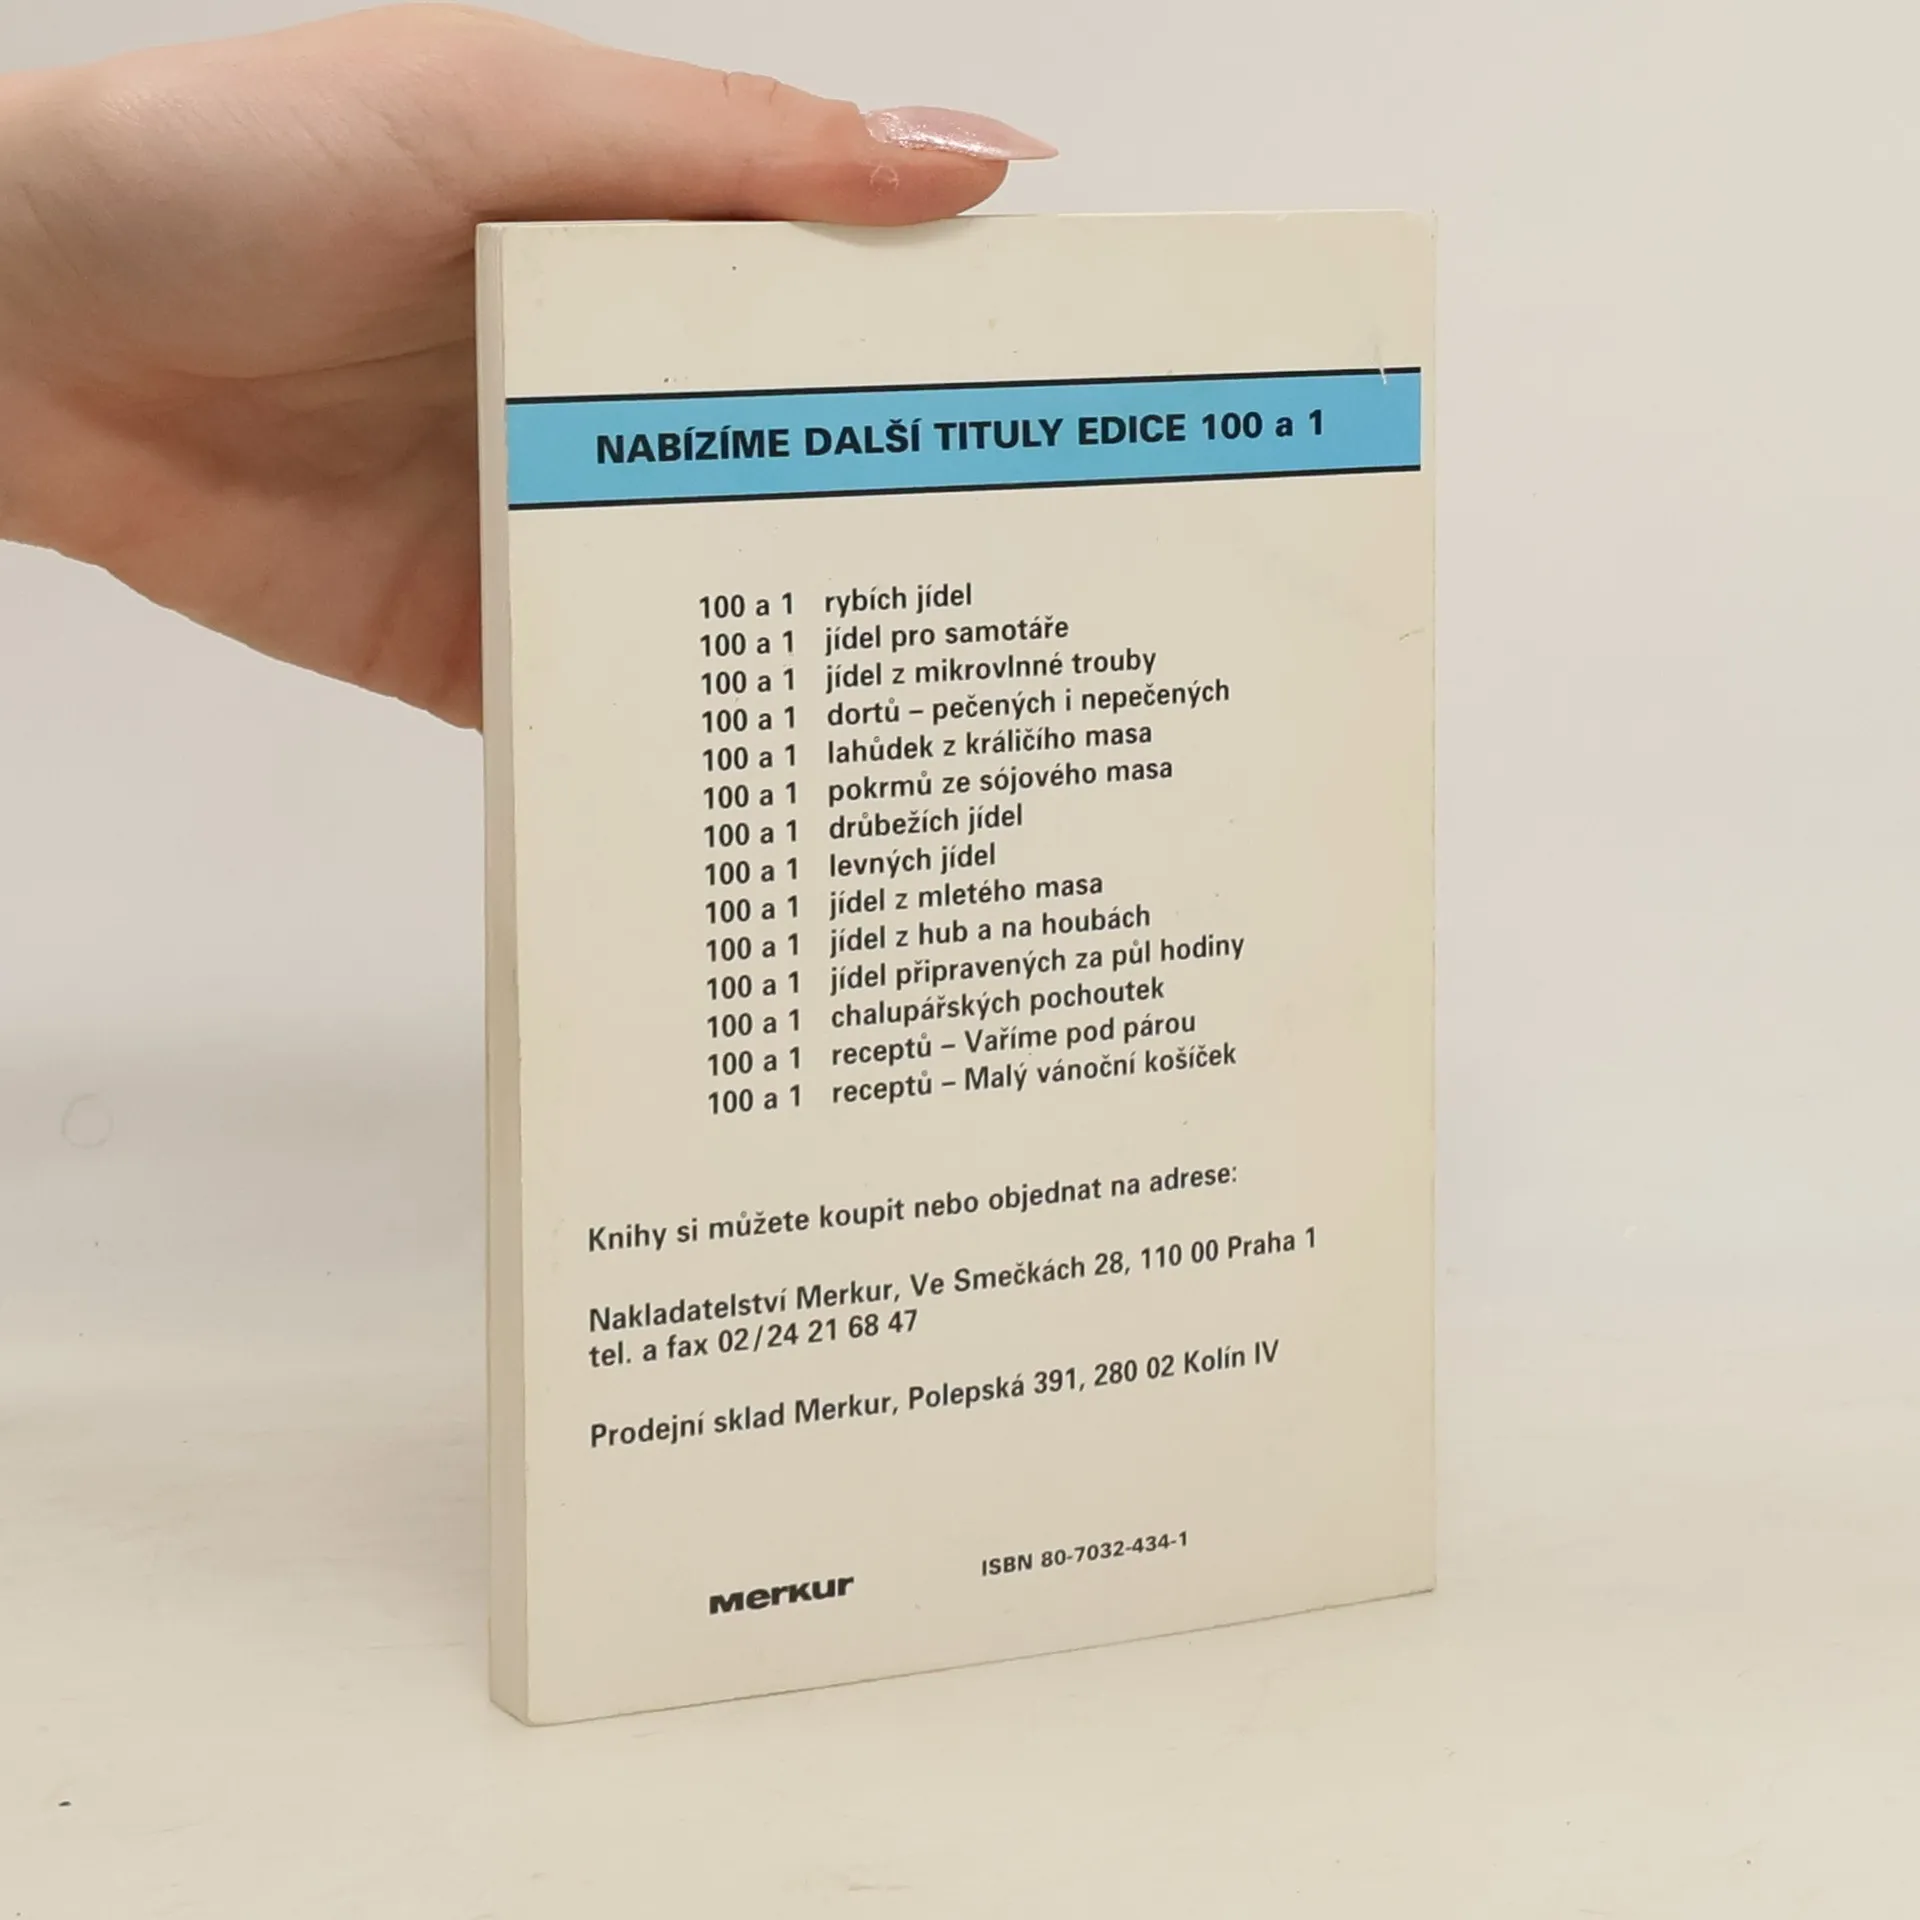 NABÍZÍME DALŠÍ TITULY EDICE 100 a 1
100 a 1 rybích jídel
100 a 1 jídel pro samotáře
100 a 1 jídel z mikrovlnné trouby
100 a 1 dortů – pečených i nepečených
100 a 1 lahůdek z králičího masa
100 a 1 pokrmů ze sójového masa
100 a 1 drůbežích jídel
100 a 1 levných jídel
100 a 1 jídel z mletého masa
100 a 1 jídel z hub a na houbách
100 a 1 jídel připravených za půl hodiny
100 a 1 chalupářských pochoutek
100 a 1 receptů – Vaříme pod párou
100 a 1 receptů – Malý vánoční košíček
Knihy si můžete koupit nebo objednat na adrese:
Nakladatelství Merkur, Ve Smečkách 28, 110 00 Praha 1
tel. a fax 02/24 21 68 47
Prodejní sklad Merkur, Polepská 391, 280 02 Kolín IV
merkur
ISBN 80-7032-434-1